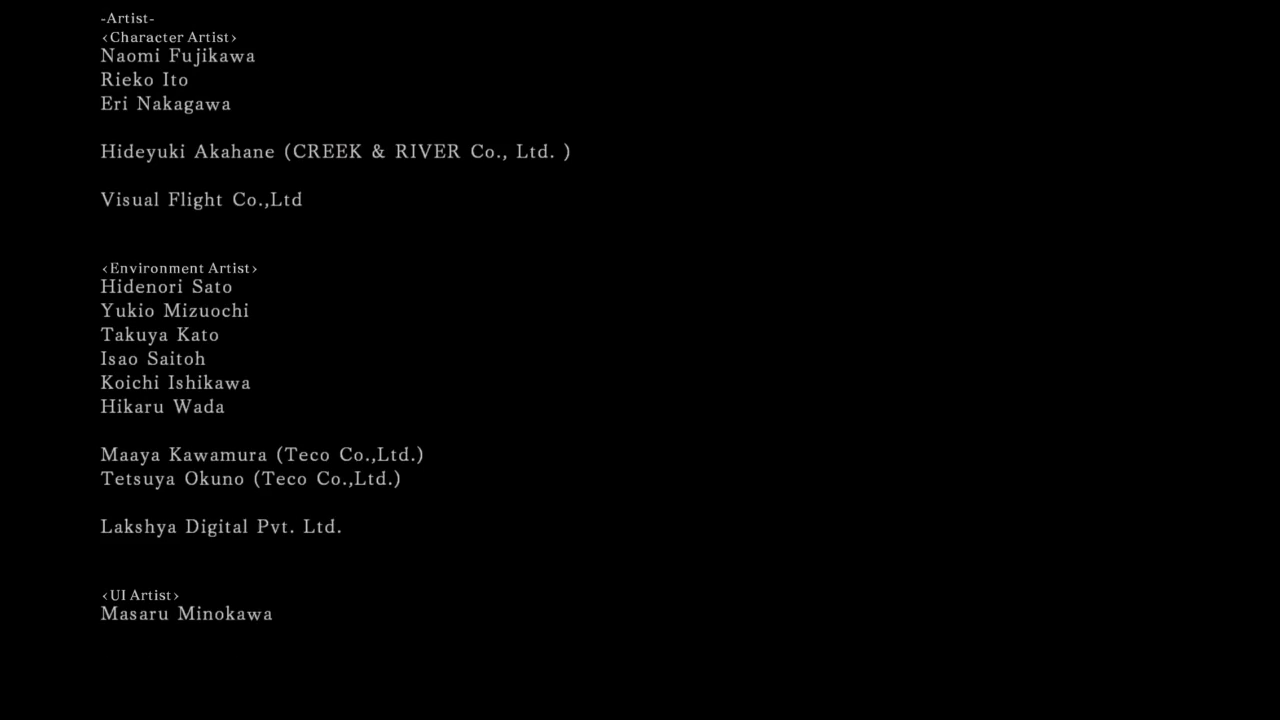 -Artist-
<Character Artist>
Naomi Fujikawa
Rieko Ito
Eri Nakagawa
Hideyuki Akahane (CREEK & RIVER Co., Ltd. )
Visual Flight Co.,Ltd
<Environment Artist>
Hidenori Sato
Yukio Mizuochi
Takuya Kato
Isao Saitoh
Koichi Ishikawa
Hikaru Wada
Maaya Kawamura (Teco Co.,Ltd.)
Tetsuya Okuno (Teco Co.,Ltd.)
Lakshya Digital Pvt. Ltd.
<UI Artist>
Masaru Minokawa